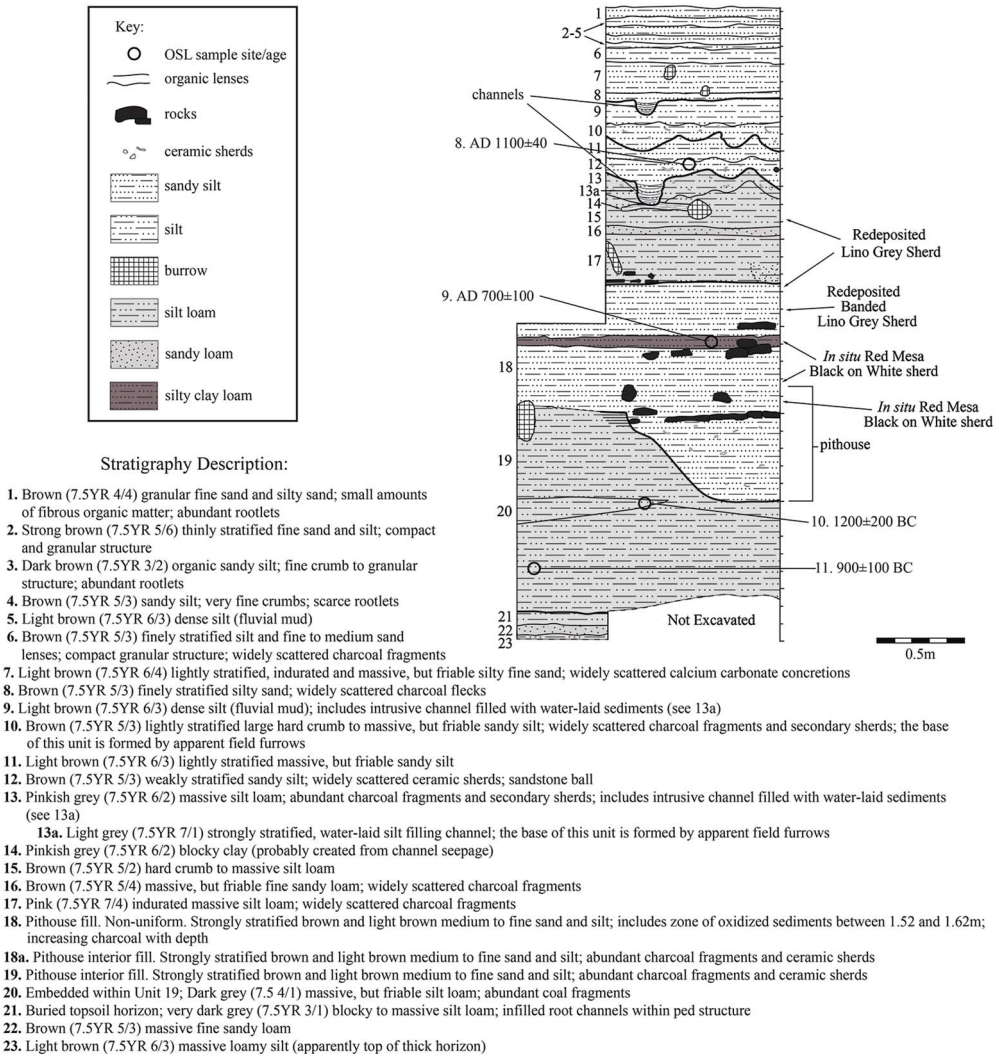 Key:
OSL sample site/age
organic lenses
rocks
ceramic sherds
sandy silt
silt
burrow
silt loam
sandy loam
silty clay loam
1
2-5
6
7
8
9
10
11
12
13
13a
14
15
16
17
18
19
20
21
22
23
channels
8. AD 1100±40
9. AD 700±100
Redeposited
Lino Grey Sherd
Redeposited
Banded
Lino Grey Sherd
In situ Red Mesa
Black on White sherd
In situ Red Mesa
Black on White sherd
pithouse
10. 1200±200 BC
11. 900±100 BC
Not Excavated
0.5m
Stratigraphy Description:
1. Brown (7.5YR 4/4) granular fine sand and silty sand; small amounts
of fibrous organic matter; abundant rootlets
2. Strong brown (7.5YR 5/6) thinly stratified fine sand and silt; compact
and granular structure
3. Dark brown (7.5YR 3/2) organic sandy silt; fine crumb to granular
structure; abundant rootlets
4. Brown (7.5YR 5/3) sandy silt; very fine crumbs; scarce rootlets
5. Light brown (7.5YR 6/3) dense silt (fluvial mud)
6. Brown (7.5YR 5/3) finely stratified silt and fine to medium sand
lenses; compact granular structure; widely scattered charcoal fragments
7. Light brown (7.5YR 6/4) lightly stratified, indurated and massive, but friable silty fine sand; widely scattered calcium carbonate concretions
8. Brown (7.5YR 5/3) finely stratified silty sand; widely scattered charcoal flecks
9. Light brown (7.5YR 6/3) dense silt (fluvial mud); includes intrusive channel filled with water-laid sediments (see 13a)
10. Brown (7.5YR 5/3) lightly stratified large hard crumb to massive, but friable sandy silt; widely scattered charcoal fragments and secondary sherds; the base
of this unit is formed by apparent field furrows
11. Light brown (7.5YR 6/3) lightly stratified massive, but friable sandy silt
12. Brown (7.5YR 5/3) weakly stratified sandy silt; widely scattered ceramic sherds; sandstone ball
13. Pinkish grey (7.5YR 6/2) massive silt loam; abundant charcoal fragments and secondary sherds; includes intrusive channel filled with water-laid sediments
(see 13a)
13a. Light grey (7.5YR 7/1) strongly stratified, water-laid silt filling channel; the base of this unit is formed by apparent field furrows
14. Pinkish grey (7.5YR 6/2) blocky clay (probably created from channel seepage)
15. Brown (7.5YR 5/2) hard crumb to massive silt loam
16. Brown (7.5YR 5/4) massive, but friable fine sandy loam; widely scattered charcoal fragments
17. Pink (7.5YR 7/4) indurated massive silt loam; widely scattered charcoal fragments
18. Pithouse fill. Non-uniform. Strongly stratified brown and light brown medium to fine sand and silt; includes zone of oxidized sediments between 1.52 and 1.62m;
increasing charcoal with depth
18a. Pithouse interior fill. Strongly stratified brown and light brown medium to fine sand and silt; abundant charcoal fragments and ceramic sherds
19. Pithouse interior fill. Strongly stratified brown and light brown medium to fine sand and silt; abundant charcoal fragments and ceramic sherds
20. Embedded within Unit 19; Dark grey (7.5 4/1) massive, but friable silt loam; abundant coal fragments
21. Buried topsoil horizon; very dark grey (7.5YR 3/1) blocky to massive silt loam; infilled root channels within ped structure
22. Brown (7.5YR 5/3) massive fine sandy loam
23. Light brown (7.5YR 6/3) massive loamy silt (apparently top of thick horizon)